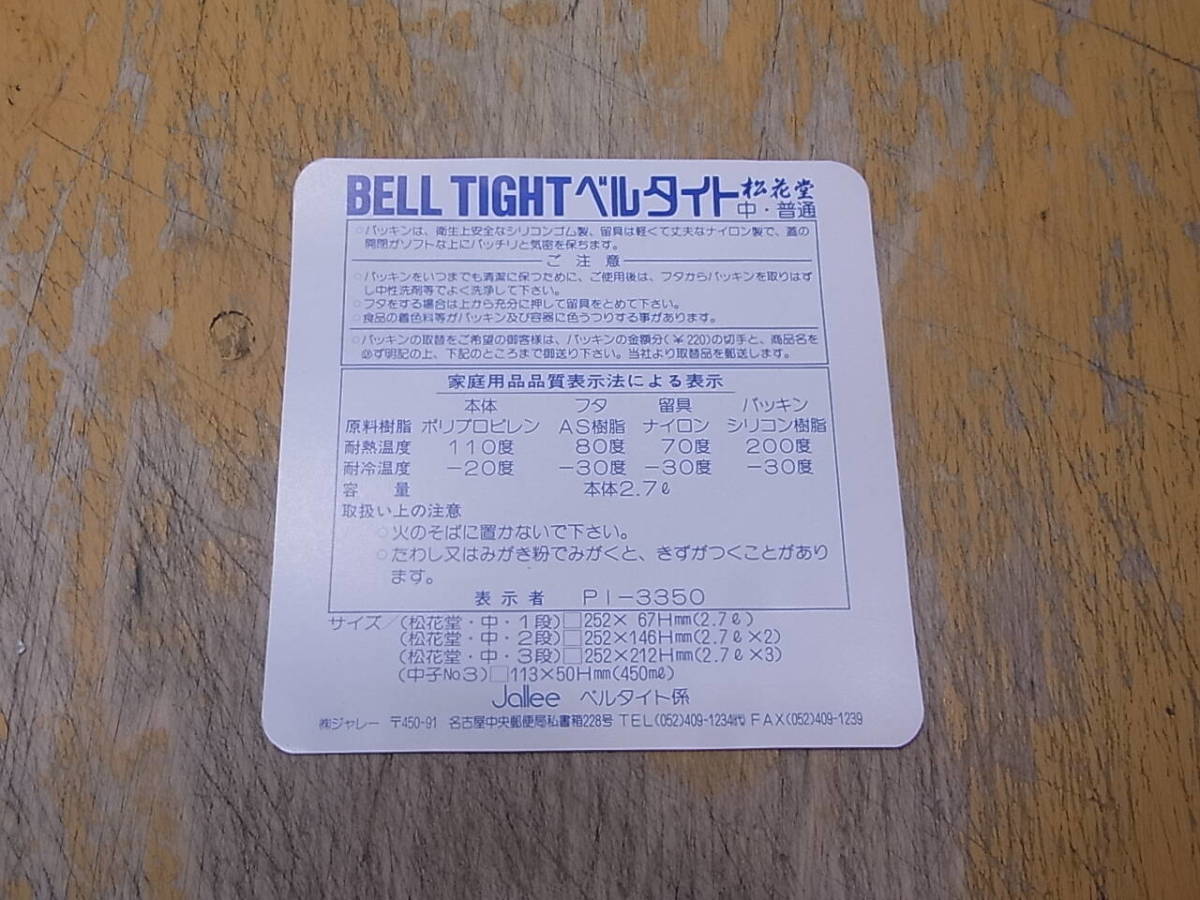 BELL TIGHT ベルタイト 松花堂 中・普通
○パッキンは、衛生上安全なシリコンゴム製、留具は軽くて丈夫なナイロン製で、蓋の
開閉がソフトな上にバッチリと気密を保ちます。
ご注意
○パッキンをいつまでも清潔に保つために、ご使用後は、フタからパッキンを取りはず
し中性洗剤等でよく洗浄して下さい。
○フタをする場合は上から充分に押して留具をとめて下さい。
○食品の着色料等がパッキン及び容器に色うつりする事があります。
○パッキンの取替をご希望の御客様は、パッキンの金額分(¥220)の切手と、商品名を
必ず明記の上、下記のところまで御送り下さい。当社より取替品を郵送します。
家庭用品品質表示法による表示
本体 フタ 留具 パッキン
原料樹脂 ポリプロピレン AS樹脂 ナイロン シリコン樹脂
耐熱温度 110度 80度 70度 200度
耐冷温度 −20度 −30度 −30度 −30度
容量 本体2.7ℓ
取扱い上の注意
○火のそばに置かないで下さい。
○たわし又はみがき粉でみがくと、きずがつくことがあり
ます。
表示者 PI−3350
サイズ/(松花堂・中・1段)□252×67H㎜(2.7ℓ)
(松花堂・中・2段)□252×146H㎜(2.7ℓ×2)
(松花堂・中・3段)□252×212H㎜(2.7ℓ×3)
(中子No3)□113×50H㎜(450㎖)
Jallee ベルタイト係
㈱ジャレー 〒450-91 名古屋中央郵便局私書箱228号 TEL(052)409-1234㈹ FAX(052)409-1239